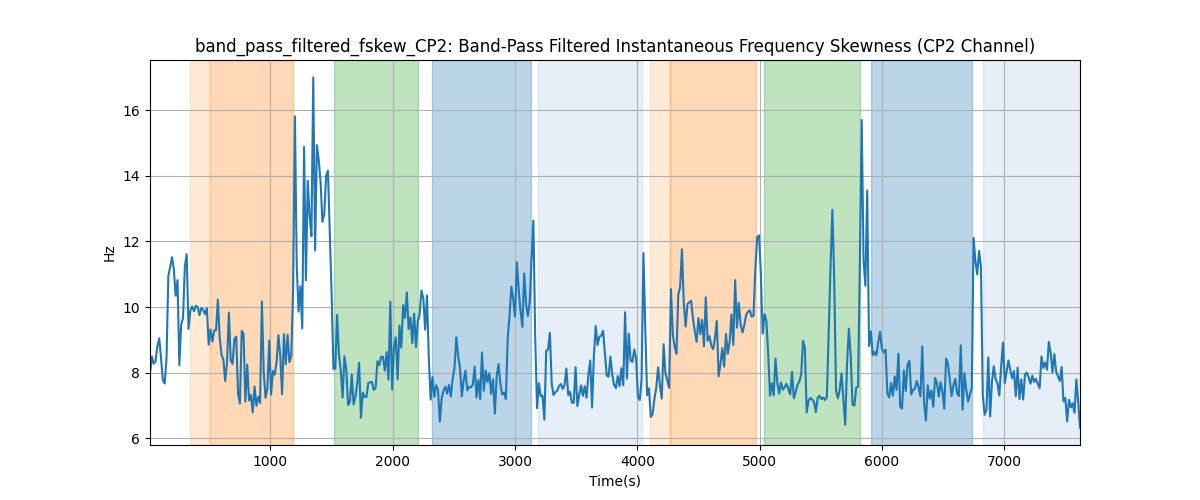 band_pass_filtered_fskew_CP2: Band-Pass Filtered Instantaneous Frequency Skewness (CP2 Channel)
16
14
12
10
8
6
Hz
1000 2000 3000 4000 5000 6000 7000
Time(s)